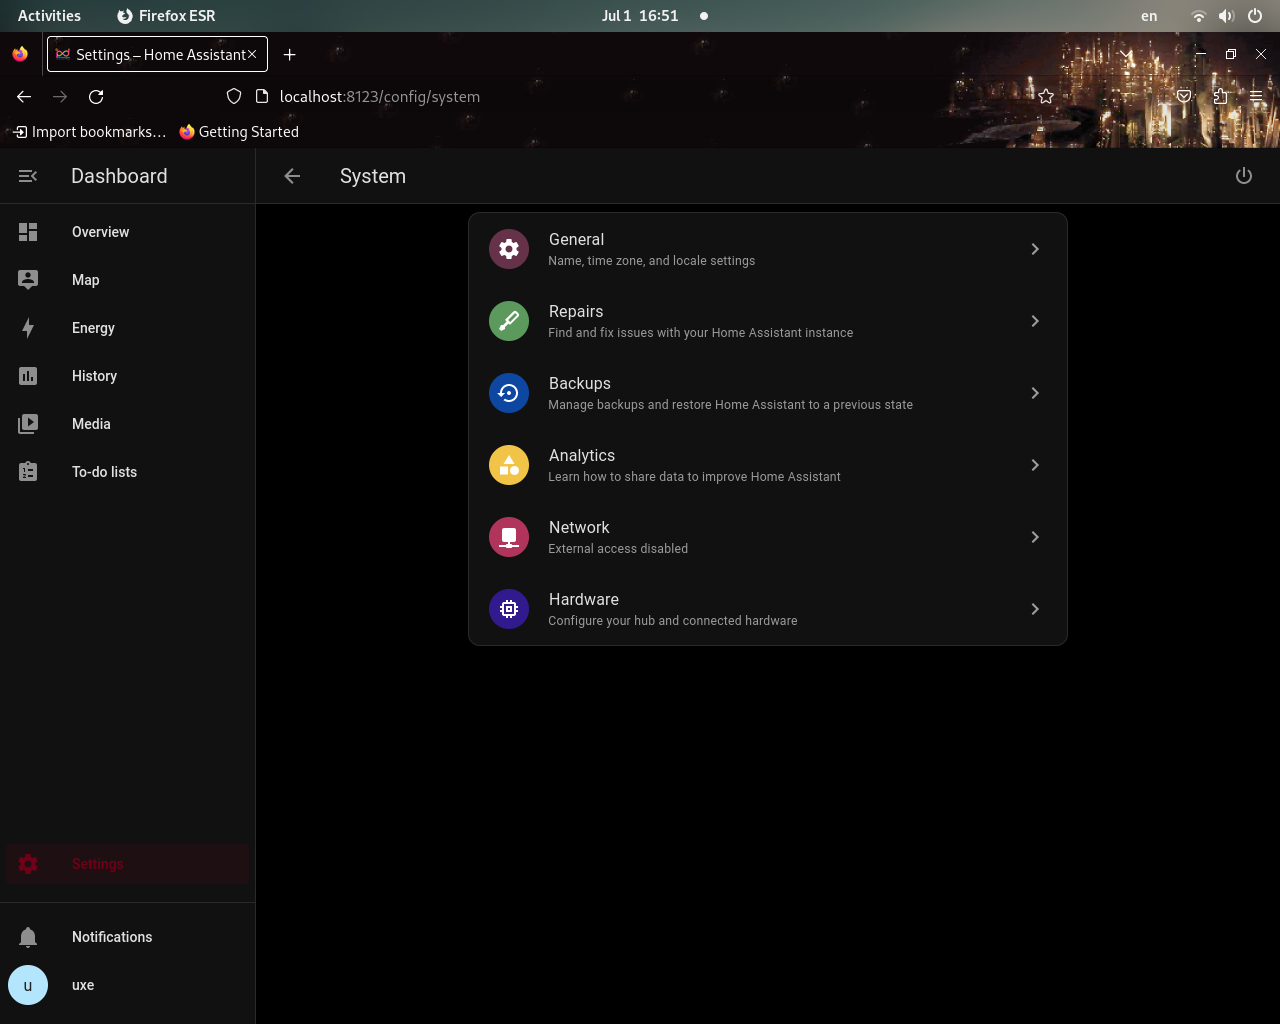 Activities
Firefox ESR
Jul 1 16:51
en
Settings – Home Assistant
localhost:8123/config/system
Import bookmarks...
Getting Started
Dashboard
System
Overview
Map
Energy
History
Media
To-do lists
Settings
Notifications
u
uxe
General
Name, time zone, and locale settings
Repairs
Find and fix issues with your Home Assistant instance
Backups
Manage backups and restore Home Assistant to a previous state
Analytics
Learn how to share data to improve Home Assistant
Network
External access disabled
Hardware
Configure your hub and connected hardware